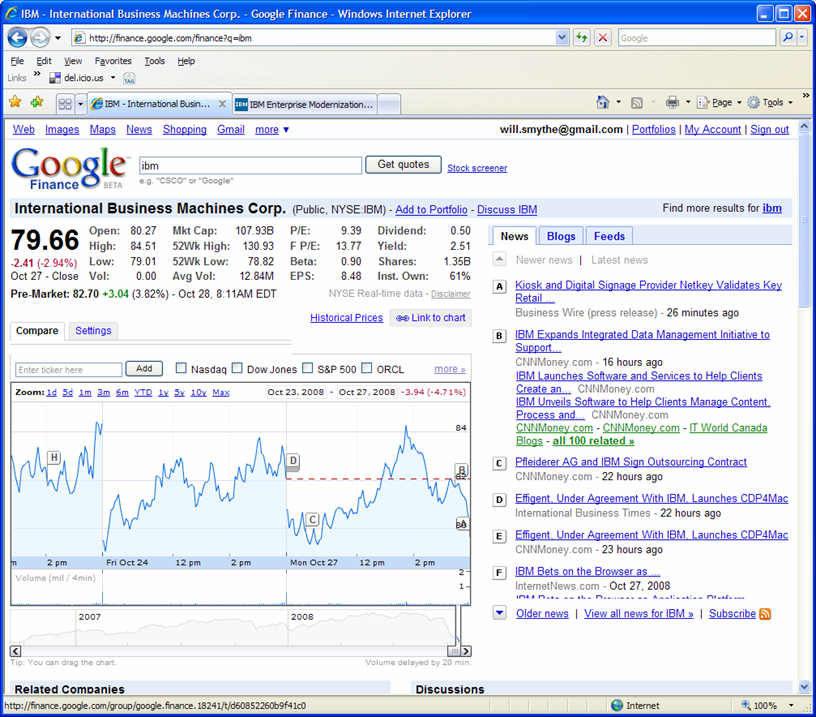 IBM - International Business Machines Corp. - Google Finance - Windows Internet Explorer
http://finance.google.com/finance?q=ibm
Google
File Edit View Favorites Tools Help
Links » del.icio.us TAG
IBM - International Busin... IBM Enterprise Modernization... Page Tools »
Web Images Maps News Shopping Gmail more ▼ will.smythe@gmail.com | Portfolios | My Account | Sign out
Google Finance BETA
ibm Get quotes Stock screener
e.g. "CSCO" or "Google"
International Business Machines Corp. (Public, NYSE:IBM) - Add to Portfolio - Discuss IBM Find more results for ibm
79.66
-2.41 (-2.94%)
Oct 27 - Close
Open: 80.27 Mkt Cap: 107.93B P/E: 9.39 Dividend: 0.50
High: 84.51 52Wk High: 130.93 F P/E: 13.77 Yield: 2.51
Low: 79.01 52Wk Low: 78.82 Beta: 0.90 Shares: 1.35B
Vol: 0.00 Avg Vol: 12.84M EPS: 8.48 Inst. Own: 61%
Pre-Market: 82.70 +3.04 (3.82%) - Oct 28, 8:11AM EDT NYSE Real-time data - Disclaimer
Historical Prices Link to chart
Compare Settings
Enter ticker here Add Nasdaq Dow Jones S&P 500 ORCL more »
Zoom: 1d 5d 1m 3m 6m YTD 1y 5y 10y Max Oct 23, 2008 - Oct 27, 2008 -3.94 (-4.71%)
84
H D B
82
C A
80
m 2 pm Fri Oct 24 12 pm 2 pm Mon Oct 27 12 pm 2 pm
Volume (mil / 4min) 2
1
2007 2008
Tip: You can drag the chart. Volume delayed by 20 min.
Related Companies Discussions
News Blogs Feeds
Newer news | Latest news
A Kiosk and Digital Signage Provider Netkey Validates Key
Retail ...
Business Wire (press release) - 26 minutes ago
B IBM Expands Integrated Data Management Initiative to
Support...
CNNMoney.com - 16 hours ago
IBM Launches Software and Services to Help Clients
Create an... CNNMoney.com
IBM Unveils Software to Help Clients Manage Content,
Process and... CNNMoney.com
CNNMoney.com - CNNMoney.com - IT World Canada
Blogs - all 100 related »
C Pfleiderer AG and IBM Sign Outsourcing Contract
CNNMoney.com - 22 hours ago
D Effigent, Under Agreement With IBM, Launches CDP4Mac
International Business Times - 22 hours ago
E Effigent, Under Agreement With IBM, Launches CDP4Mac
CNNMoney.com - 23 hours ago
F IBM Bets on the Browser as ...
InternetNews.com - Oct 27, 2008
IBM Bets on the Browser as Application Platform
Older news | View all news for IBM » | Subscribe
http://finance.google.com/group/google.finance.18241/t/d60852260b9f41c0 Internet 100%